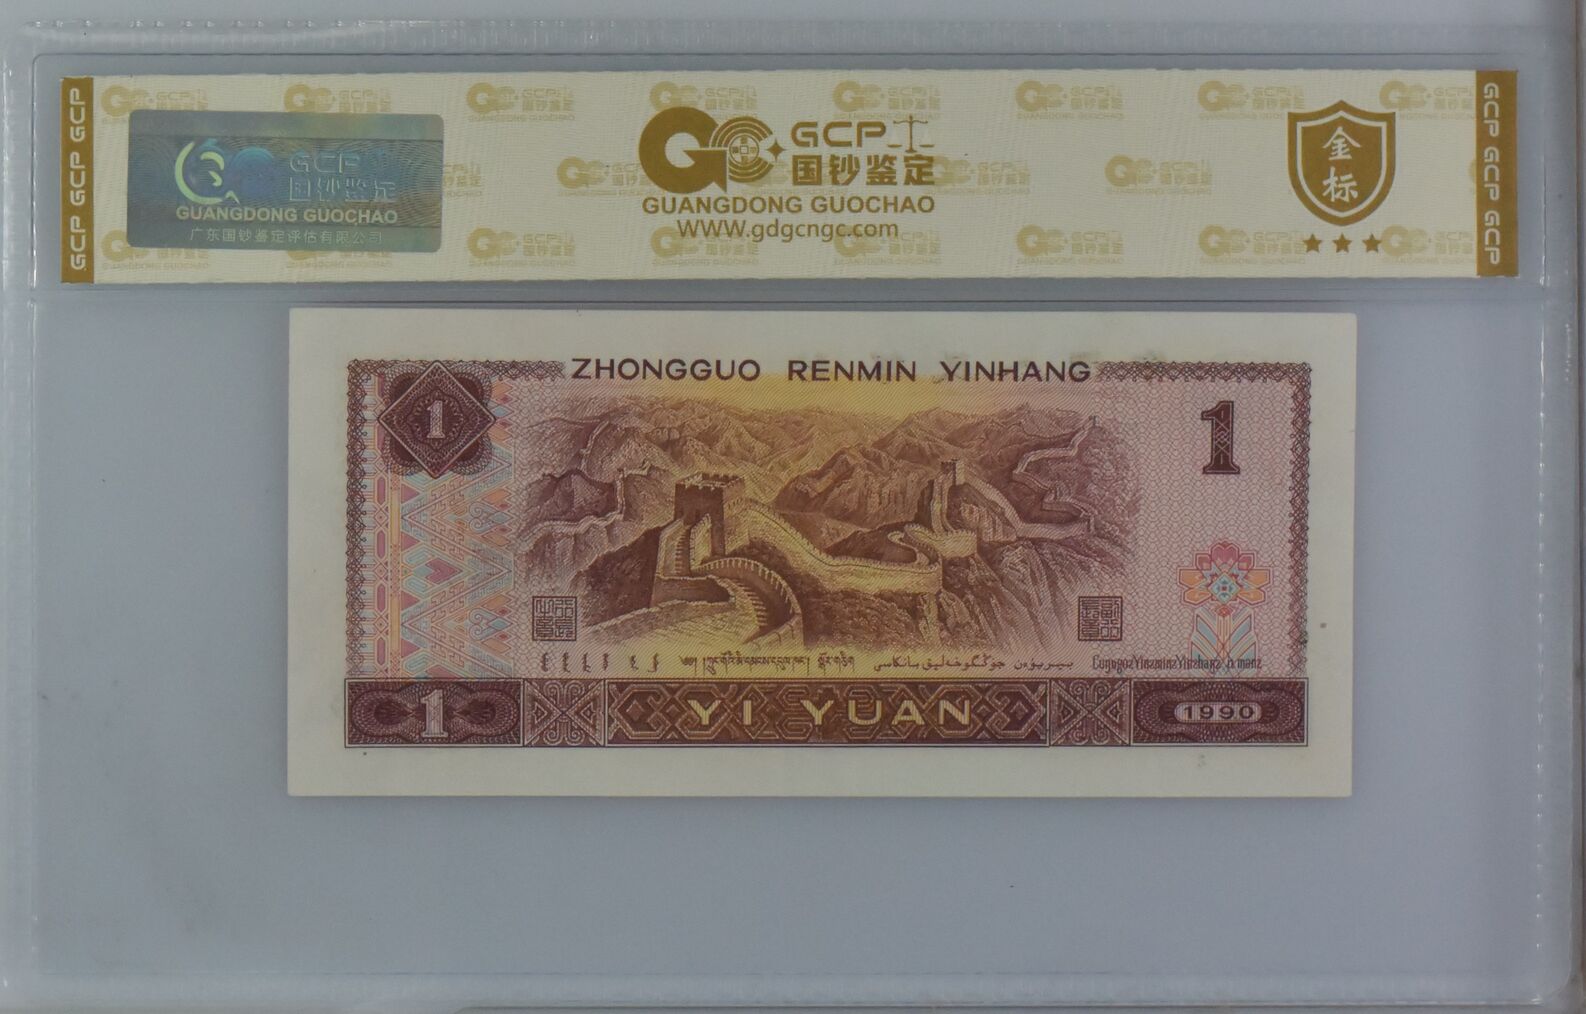 GCP GCP GCP
GCP
国钞鉴定
GUANGDONG GUOCHAO
广东国钞鉴定评估有限公司
GCP
国钞鉴定
GUANGDONG GUOCHAO
WWW.gdgcngc.com
金标
GCP GCP GCP
ZHONGGUO RENMIN YINHANG
1
1
1
YI YUAN
1990